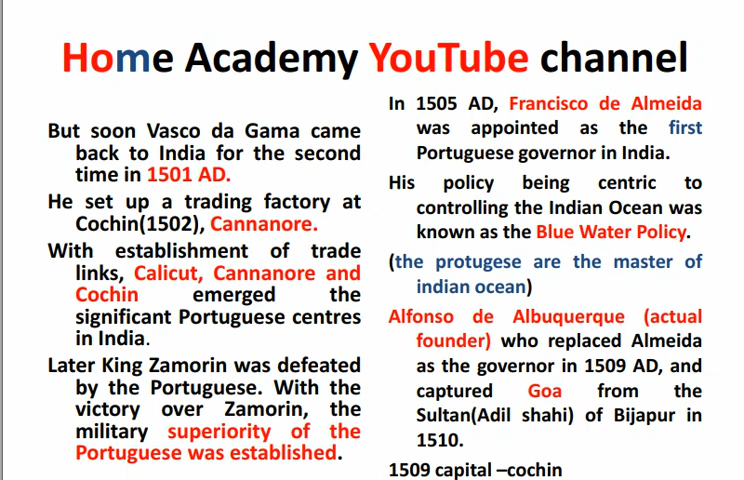 Home Academy YouTube channel
But soon Vasco da Gama came
back to India for the second
time in 1501 AD.
He set up a trading factory at
Cochin(1502), Cannanore.
With establishment of trade
links, Calicut, Cannanore and
Cochin emerged the
significant Portuguese centres
in India.
Later King Zamorin was defeated
by the Portuguese. With the
victory over Zamorin, the
military superiority of the
Portuguese was established.
In 1505 AD, Francisco de Almeida
was appointed as the first
Portuguese governor in India.
His policy being centric to
controlling the Indian Ocean was
known as the Blue Water Policy.
(the protugese are the master of
indian ocean)
Alfonso de Albuquerque (actual
founder) who replaced Almeida
as the governor in 1509 AD, and
captured Goa from the
Sultan(Adil shahi) of Bijapur in
1510.
1509 capital –cochin